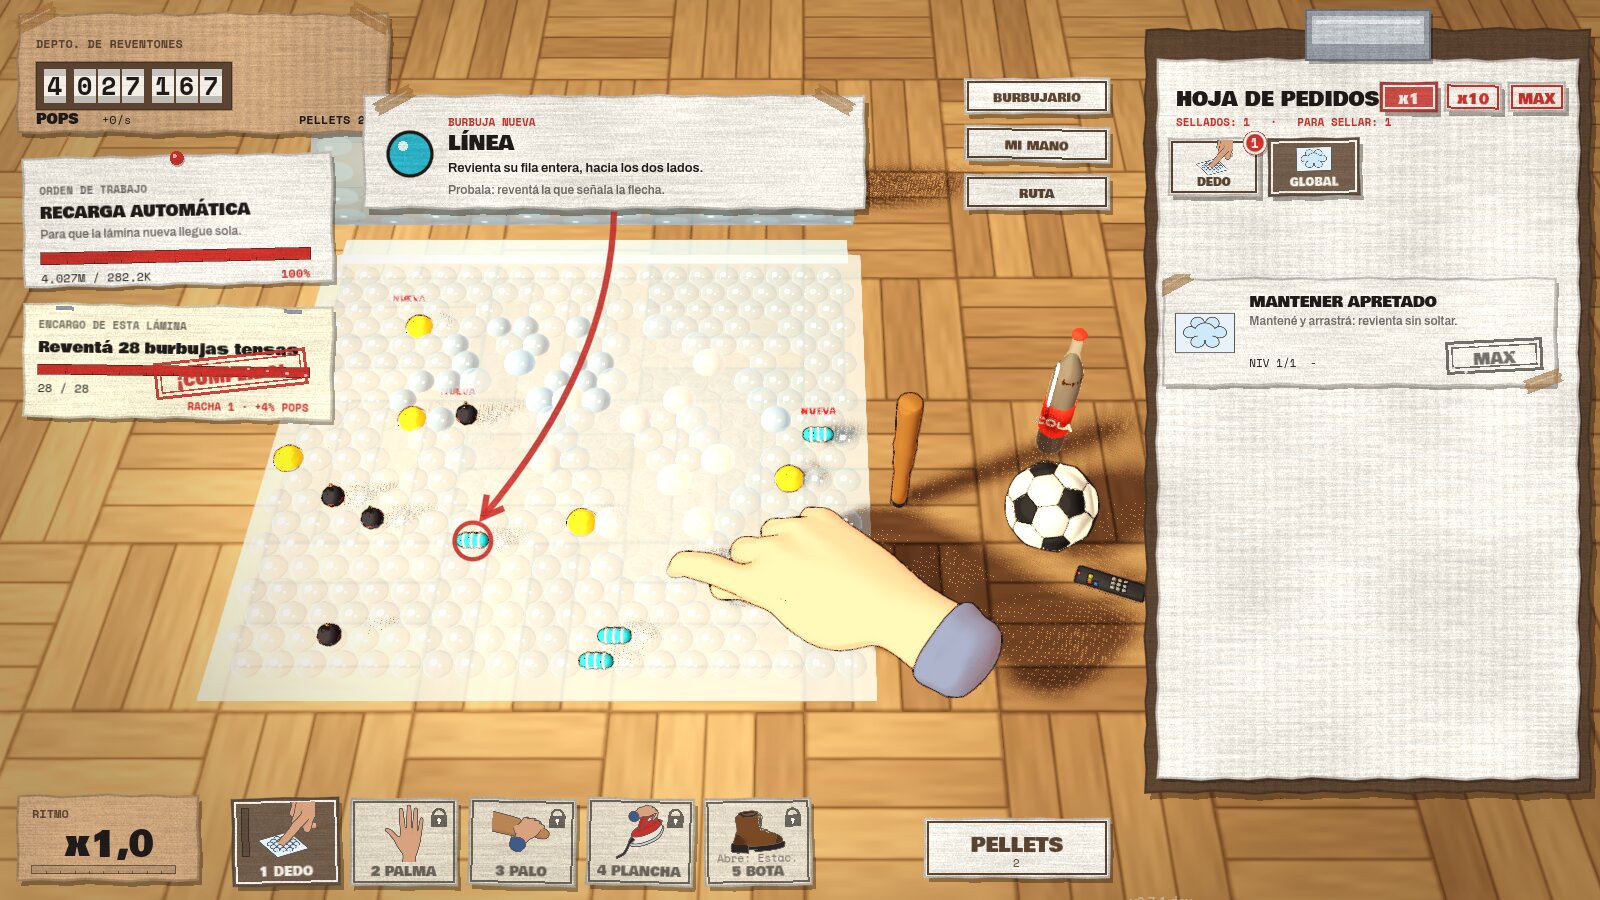 DEPTO. DE REVENTONES
4 027 167
POPS +0/s PELLETS 2
BURBUJA NUEVA
LÍNEA
Revienta su fila entera, hacia los dos lados.
Probala: reventá la que señala la flecha.
ORDEN DE TRABAJO
RECARGA AUTOMÁTICA
Para que la lámina nueva llegue sola.
4.027M / 282.2K 100%
ENCARGO DE ESTA LÁMINA
Reventá 28 burbujas tensas
28 / 28
RACHA 1 · +4% POPS
NUEVA
NUEVA
BURBUJARIO
MI MANO
RUTA
HOJA DE PEDIDOS x1 x10 MAX
SELLADOS: 1 · PARA SELLAR: 1
1
DEDO GLOBAL
MANTENER APRETADO
Mantené y arrastrá: revienta sin soltar.
NIV 1/1 -
MAX
COLA
RITMO
x1,0
1 DEDO
2 PALMA
3 PALO
4 PLANCHA
Abre: Estac.
5 BOTA
PELLETS
2